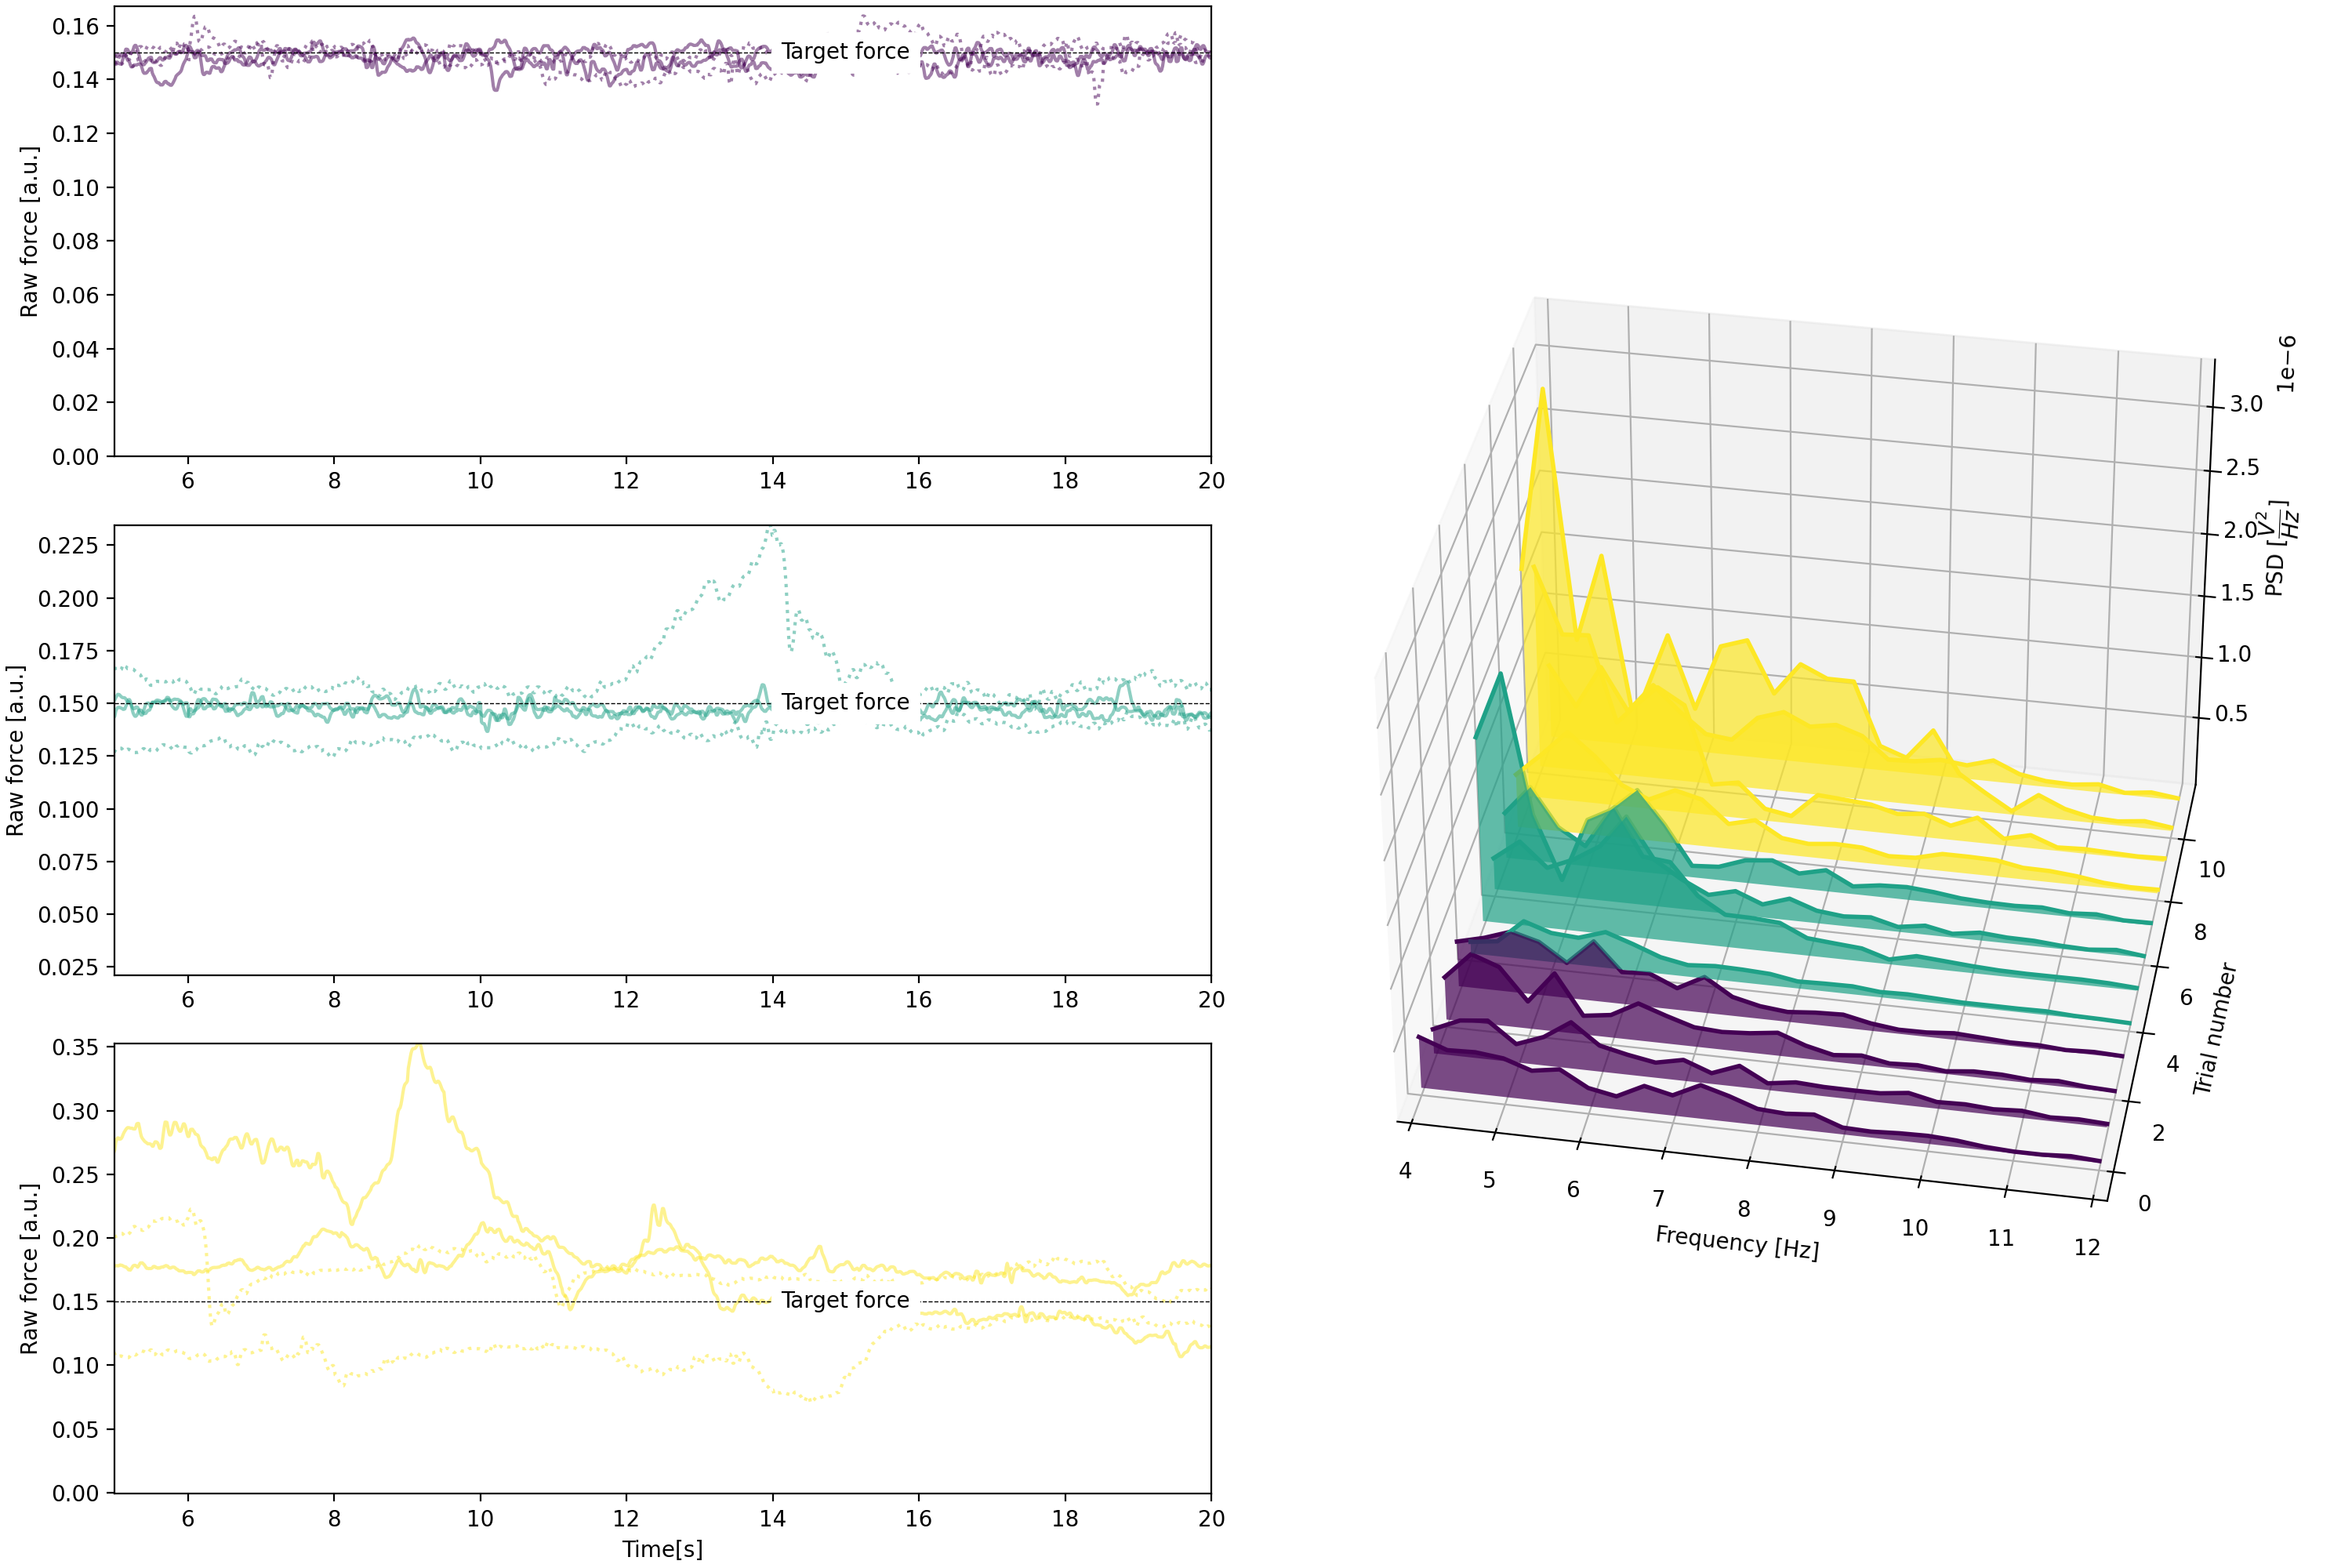 0.16
0.14
0.12
0.10
0.08
0.06
0.04
0.02
0.00
Raw force [a.u.]
Target force
6 8 10 12 14 16 18 20
0.225
0.200
0.175
0.150
0.125
0.100
0.075
0.050
0.025
Raw force [a.u.]
Target force
6 8 10 12 14 16 18 20
0.35
0.30
0.25
0.20
0.15
0.10
0.05
0.00
Raw force [a.u.]
Target force
6 8 10 12 14 16 18 20
Time[s]
1e−6
3.0
2.5
2.0
1.5
1.0
0.5
PSD [V²/Hz]
10
8
6
4
2
0
Trial number
4 5 6 7 8 9 10 11 12
Frequency [Hz]